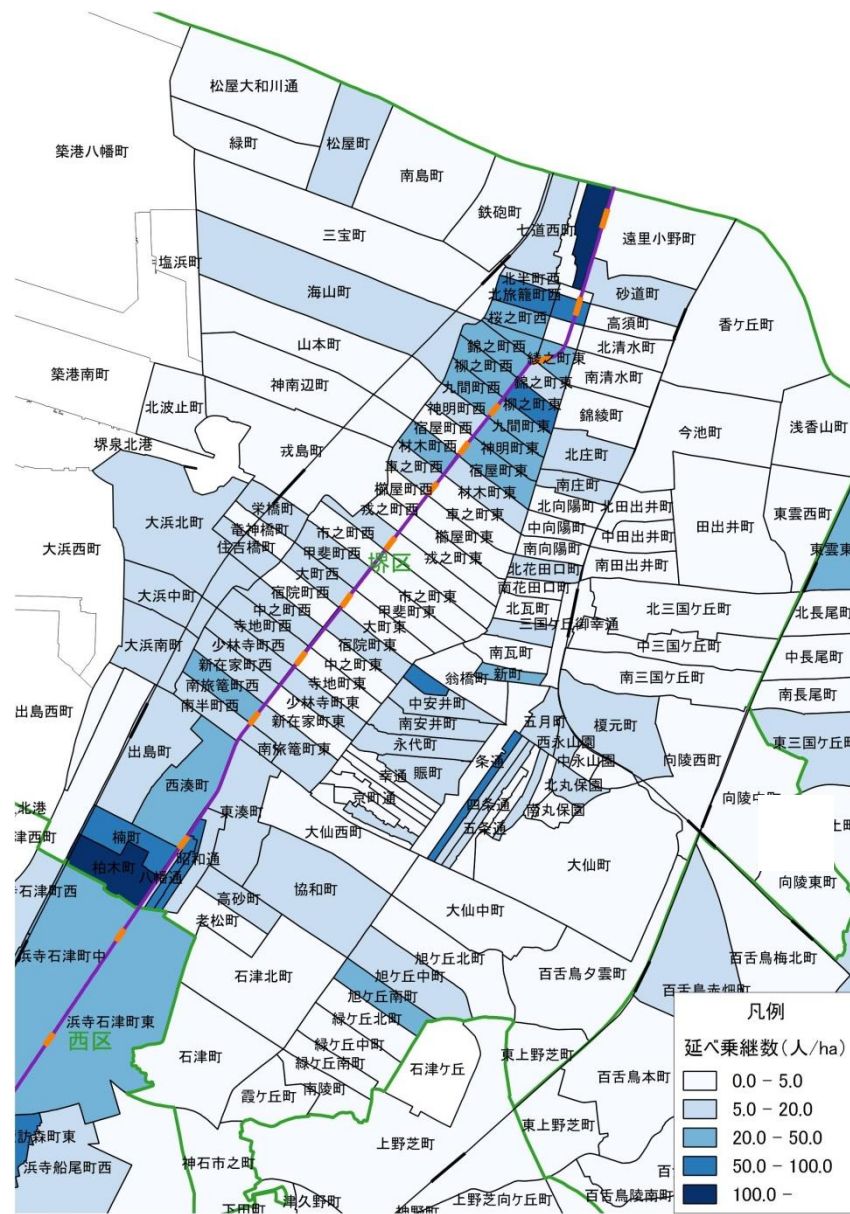 松屋大和川通
緑町
松屋町
築港八幡町
南島町
鉄砲町
七道西町
遠里小野町
三宝町
塩浜町
北半町西
北旅籠町西
砂道町
海山町
桜之町西
高須町
香ケ丘町
山本町
錦之町西
綾之町東
北清水町
柳之町西
錦之町東
南清水町
築港南町
神南辺町
九間町西
柳之町東
北波止町
神明町西
九間町東
錦綾町
今池町
浅香山町
宿屋町西
堺泉北港
戎島町
材木町西
神明町東
北庄町
車之町西
宿屋町東
南庄町
櫛屋町西
材木町東
北向陽町
北田出井町
田出井町
東雲西町
大浜北町
栄橋町
戎之町西
車之町東
中向陽町
竜神橋町
市之町西
櫛屋町東
中田出井町
大浜西町
住吉橋町
甲斐町西
堺区
戎之町東
南向陽町
南田出井町
東雲東
大町西
北花田口町
大浜中町
宿院町西
市之町東
南花田口町
中之町西
甲斐町東
北瓦町
北三国ケ丘町
北長尾町
寺地町西
大町東
三国ケ丘御幸通
大浜南町
少林寺町西
宿院町東
南瓦町
中三国ケ丘町
中長尾町
新在家町西
中之町東
翁橋町
新町
南三国ケ丘町
南旅篭町西
寺地町東
中安井町
南長尾町
出島西町
南半町西
少林寺町東
南安井町
五月町
榎元町
新在家町東
永代町
西永山園
東三国ケ丘町
出島町
南旅篭町東
賑町
条通
中永山園
向陵西町
西湊町
幸通
北丸保園
北港
東湊町
京町通
四条通
南丸保園
津西町
楠町
昭和通
大仙西町
五条通
柏木町
八幡通
大仙町
石津町西
高砂町
協和町
向陵東町
老松町
大仙中町
浜寺石津町中
石津北町
旭ケ丘北町
百舌鳥梅北町
旭ケ丘中町
百舌鳥夕雲町
百舌鳥赤畑町
浜寺石津町東
旭ケ丘南町
西区
緑ケ丘北町
石津町
緑ケ丘中町
石津ケ丘
東上野芝町
緑ケ丘南町
百舌鳥本町
霞ケ丘町
南陵町
訪森町東
上野芝町
東上野芝町
浜寺船尾町西
神石市之町
津久野町
上野芝向ケ丘町
百舌鳥陵南町
下田町
神野町
凡例
延べ乗継数(人/ha)
0.0 - 5.0
5.0 - 20.0
20.0 - 50.0
50.0 - 100.0
100.0 -